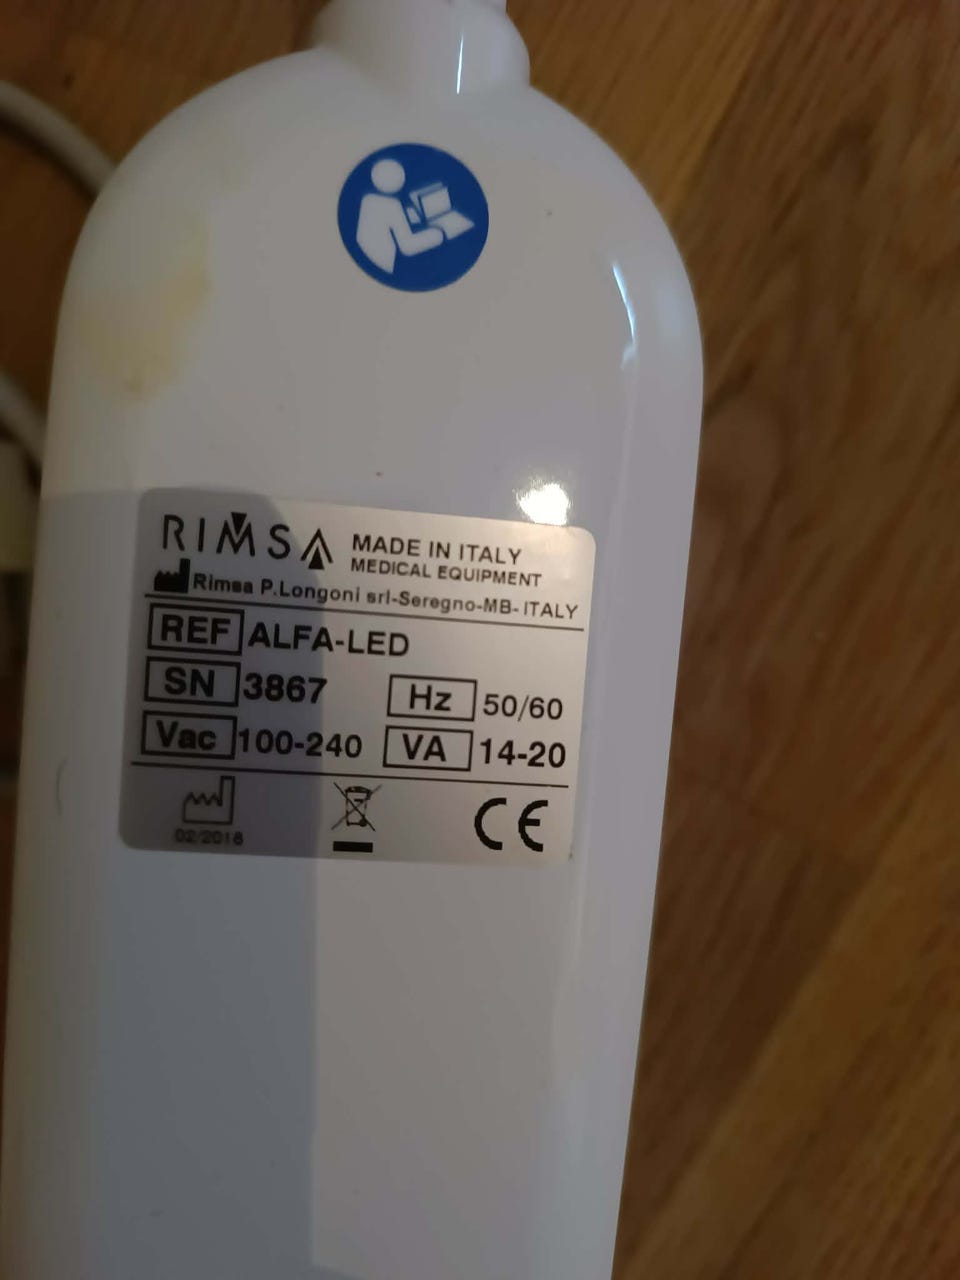 RIMSA MADE IN ITALY
MEDICAL EQUIPMENT
Rimsa P.Longoni srl-Seregno-MB-ITALY
REF ALFA-LED
SN 3867 Hz 50/60
Vac 100-240 VA 14-20
02/2018 CE